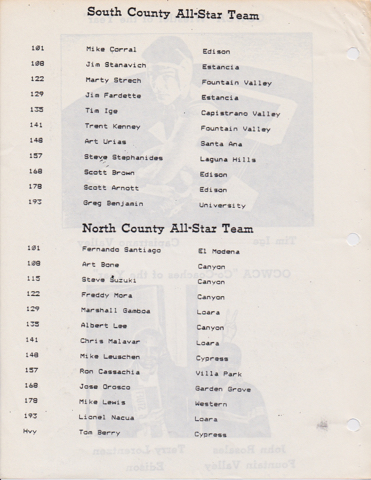 South County All-Star Team
101 Mike Corral Edison
108 Jim Stanavich Estancia
122 Marty Strech Fountain Valley
129 Jim Fardette Estancia
135 Tim Ige Capistrano Valley
141 Trent Kenney Fountain Valley
148 Art Urias Santa Ana
157 Steve Stephanides Laguna Hills
168 Scott Brown Edison
178 Scott Arnott Edison
193 Greg Benjamin University
North County All-Star Team
101 Fernando Santiago El Modena
108 Art Bone Canyon
115 Steve Suzuki Canyon
122 Freddy Mora Canyon
129 Marshall Gamboa Loara
135 Albert Lee Canyon
141 Chris Malavar Loara
148 Mike Leuschen Cypress
157 Ron Cassachia Villa Park
168 Jose Orosco Garden Grove
178 Mike Lewis Western
193 Lionel Nacua Loara
Hvy Tom Berry Cypress